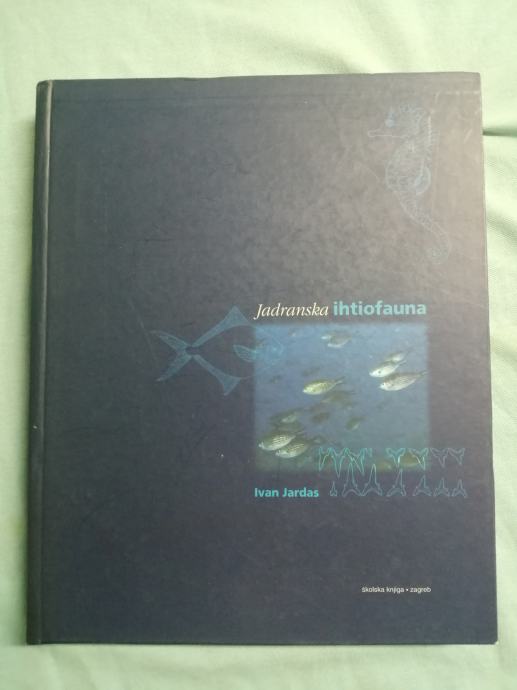 Jadranska ihtiofauna
Ivan Jardas
školska knjiga • zagreb